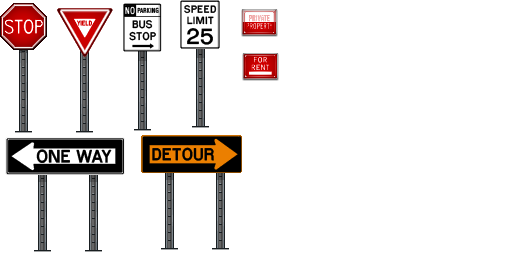 STOP
YIELD
NO PARKING
BUS
STOP
SPEED
LIMIT
25
PRIVATE
PROPERTY
FOR
RENT
ONE WAY
DETOUR